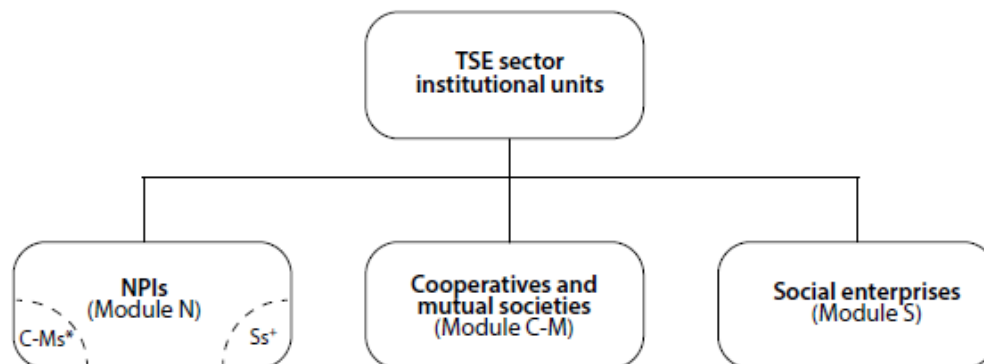 TSE sector
institutional units
NPIs
(Module N)
C-Ms*
Ss+
Cooperatives and
mutual societies
(Module C-M)
Social enterprises
(Module S)